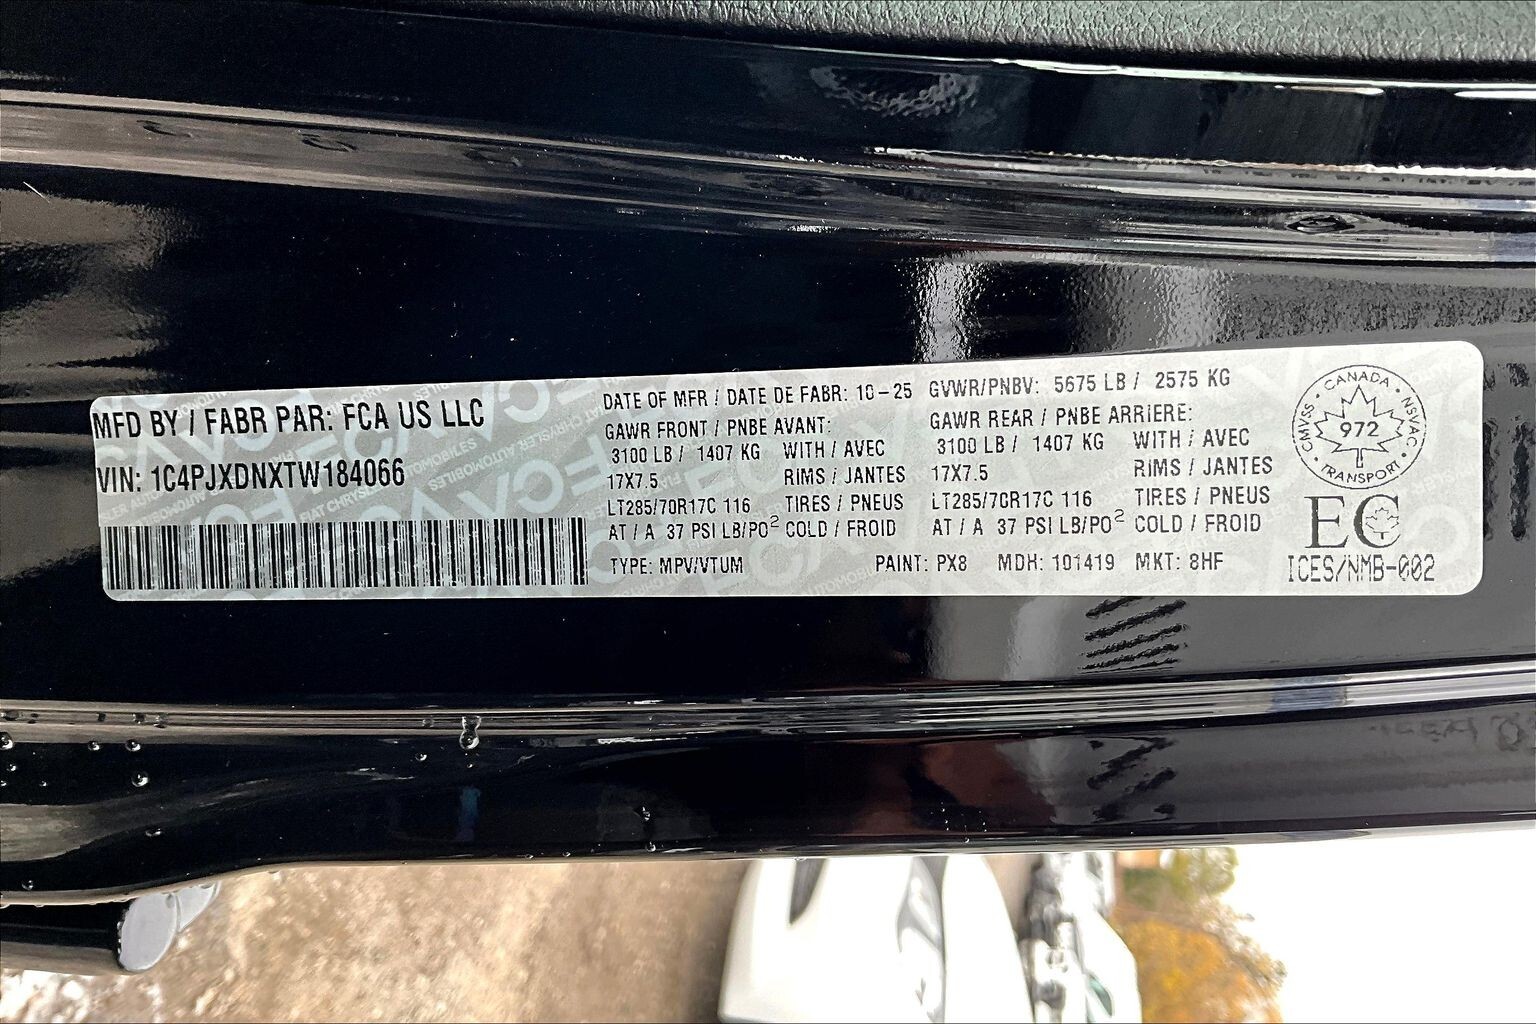 MFD BY / FABR PAR: FCA US LLC
VIN: 1C4PJXDNXTW184066
DATE OF MFR / DATE DE FABR: 10-25 GVWR/PNBV: 5675 LB / 2575 KG
GAWR FRONT / PNBE AVANT: GAWR REAR / PNBE ARRIERE:
3100 LB / 1407 KG WITH / AVEC 3100 LB / 1407 KG WITH / AVEC
17X7.5 RIMS / JANTES 17X7.5 RIMS / JANTES
LT285/70R17C 116 TIRES / PNEUS LT285/70R17C 116 TIRES / PNEUS
AT / A 37 PSI LB/PO² COLD / FROID AT / A 37 PSI LB/PO² COLD / FROID
TYPE: MPV/VTUM PAINT: PX8 MDH: 101419 MKT: 8HF
CANADA · NSVAC · TRANSPORT · CMVSS ·
972
EC
ICES/NMB-002